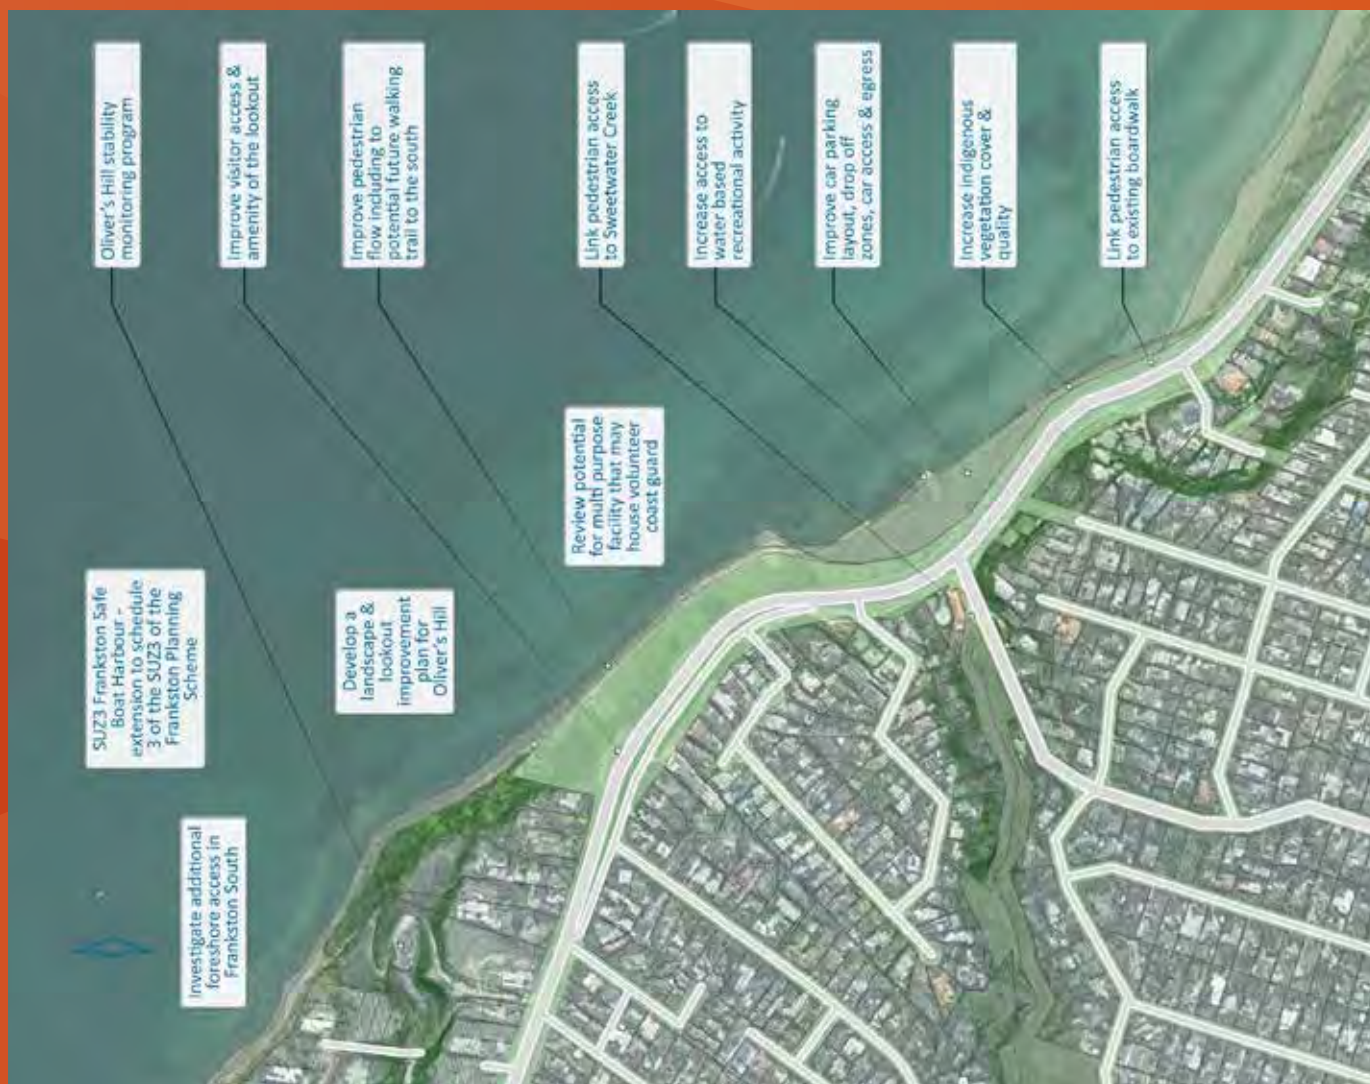 Oliver's Hill stability
monitoring program
Improve visitor access &
amenity of the lookout
Improve pedestrian
flow including to
potential future walking
trail to the south
Link pedestrian access
to Sweetwater Creek
Increase access to
water based
recreational activity
Improve car parking
layout, drop off
zones, car access & egress
Increase indigenous
vegetation cover &
quality
Link pedestrian access
to existing boardwalk
Review potential
for multi purpose
facility that may
house volunteer
coast guard
SUZ3 Frankston Safe
Boat Harbour -
extension to schedule
3 of the SUZ3 of the
Frankston Planning
Scheme
Develop a
landscape &
lookout
improvement
plan for
Oliver's Hill
Investigate additional
foreshore access in
Frankston South